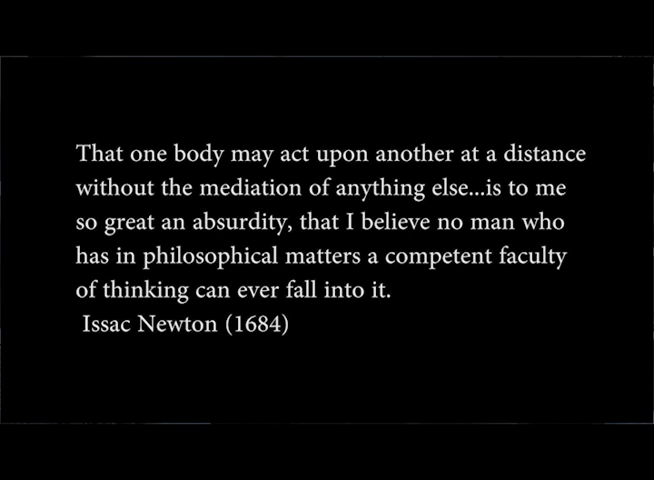 That one body may act upon another at a distance
without the mediation of anything else...is to me
so great an absurdity, that I believe no man who
has in philosophical matters a competent faculty
of thinking can ever fall into it.
Issac Newton (1684)